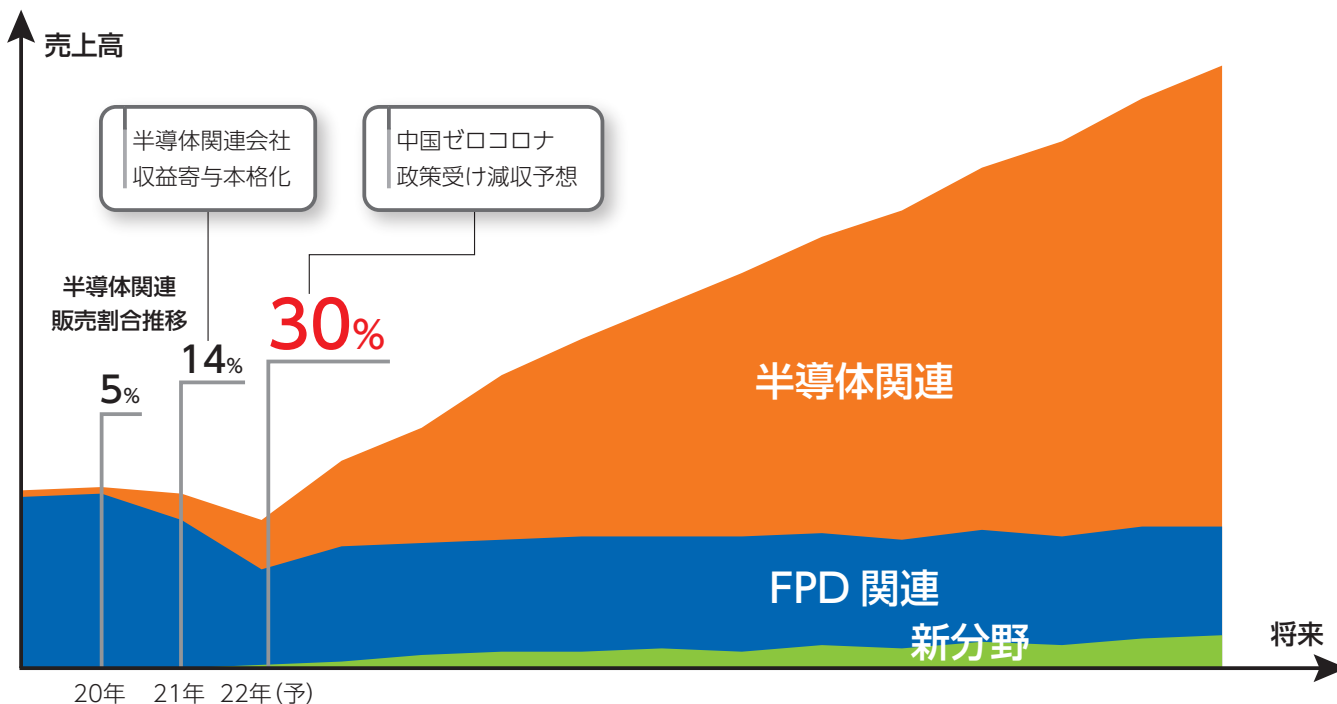 売上高
半導体関連会社
収益寄与本格化
中国ゼロコロナ
政策受け減収予想
半導体関連
販売割合推移
5%
14%
30%
半導体関連
FPD 関連
新分野
将来
20年
21年
22年(予)